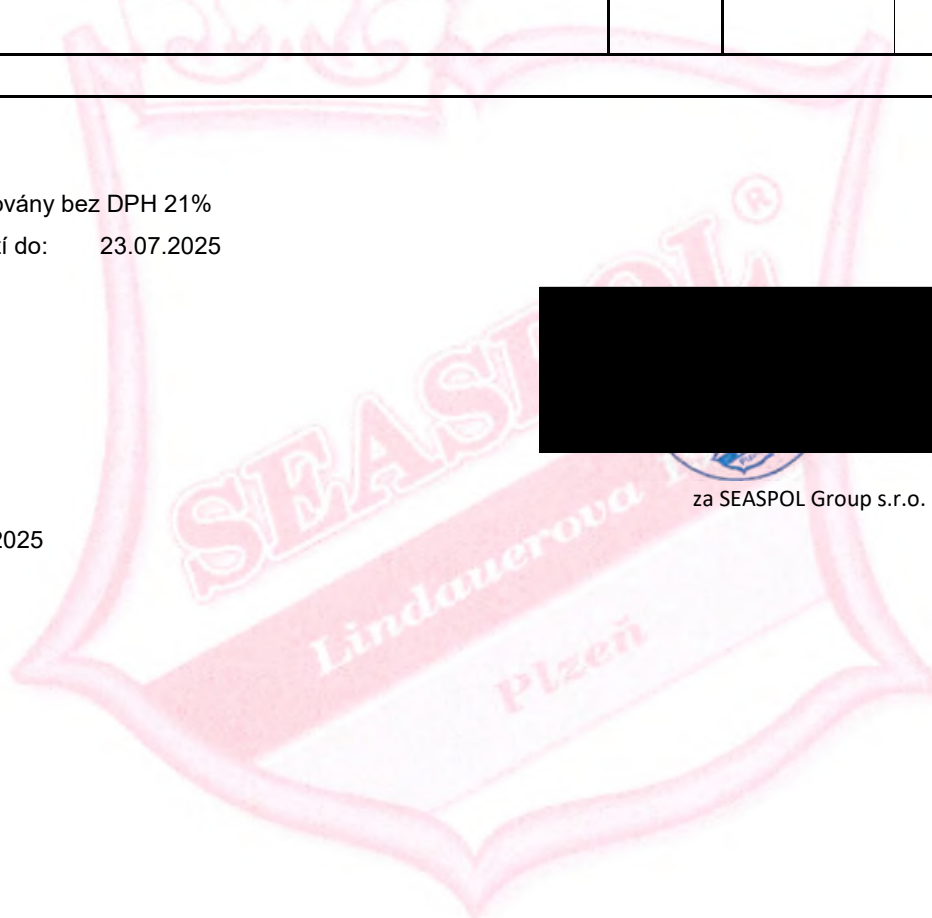 ovány bez DPH 21%
í do: 23.07.2025
SEASPOL®
za SEASPOL Group s.r.o.
2025
Lindauerova
Plzeň